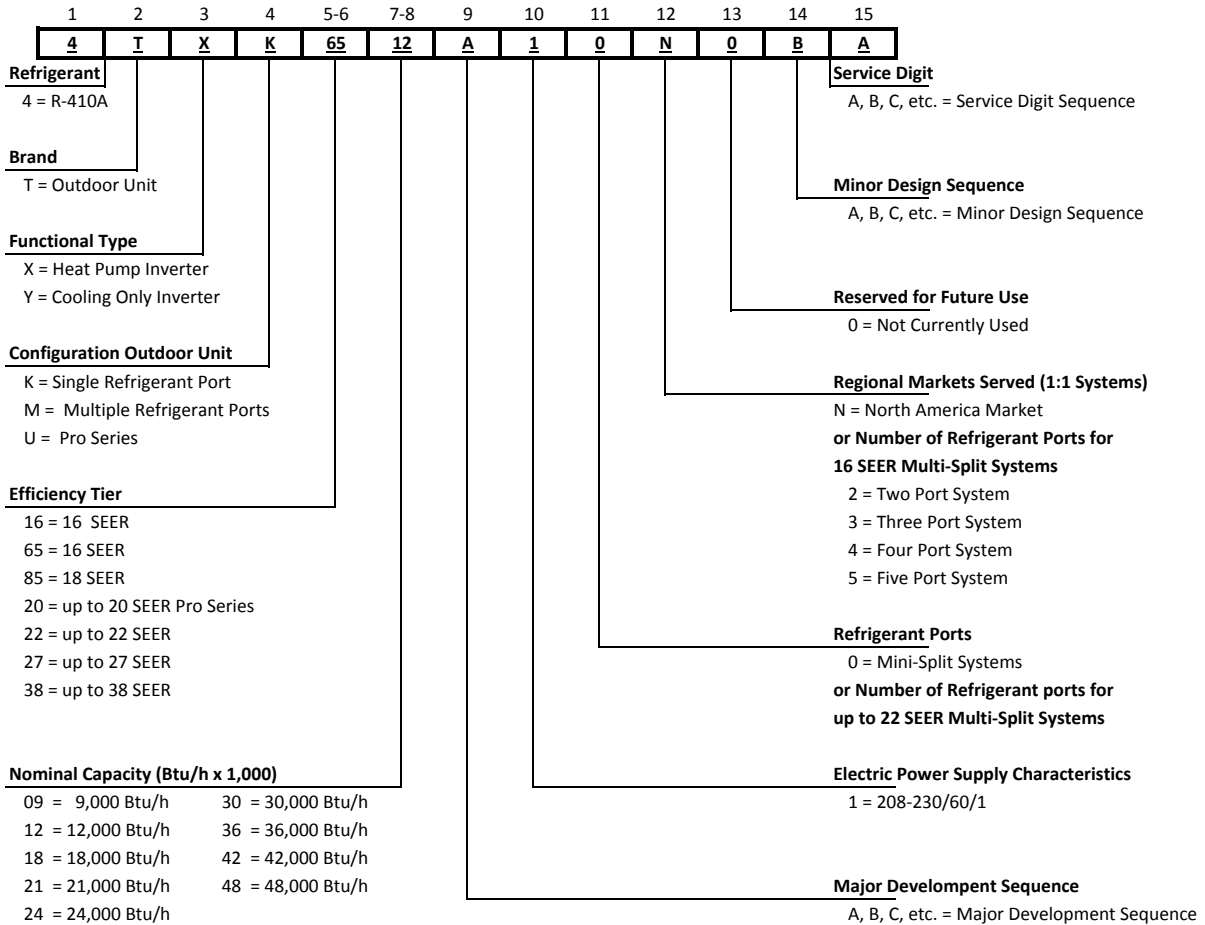 1 2 3 4 5-6 7-8 9 10 11 12 13 14 15
4 T X K 65 12 A 1 0 N 0 B A
Refrigerant
4 = R-410A
Brand
T = Outdoor Unit
Functional Type
X = Heat Pump Inverter
Y = Cooling Only Inverter
Configuration Outdoor Unit
K = Single Refrigerant Port
M = Multiple Refrigerant Ports
U = Pro Series
Efficiency Tier
16 = 16 SEER
65 = 16 SEER
85 = 18 SEER
20 = up to 20 SEER Pro Series
22 = up to 22 SEER
27 = up to 27 SEER
38 = up to 38 SEER
Nominal Capacity (Btu/h x 1,000)
09 = 9,000 Btu/h 30 = 30,000 Btu/h
12 = 12,000 Btu/h 36 = 36,000 Btu/h
18 = 18,000 Btu/h 42 = 42,000 Btu/h
21 = 21,000 Btu/h 48 = 48,000 Btu/h
24 = 24,000 Btu/h
Service Digit
A, B, C, etc. = Service Digit Sequence
Minor Design Sequence
A, B, C, etc. = Minor Design Sequence
Reserved for Future Use
0 = Not Currently Used
Regional Markets Served (1:1 Systems)
N = North America Market
or Number of Refrigerant Ports for
16 SEER Multi-Split Systems
2 = Two Port System
3 = Three Port System
4 = Four Port System
5 = Five Port System
Refrigerant Ports
0 = Mini-Split Systems
or Number of Refrigerant ports for
up to 22 SEER Multi-Split Systems
Electric Power Supply Characteristics
1 = 208-230/60/1
Major Develompent Sequence
A, B, C, etc. = Major Development Sequence